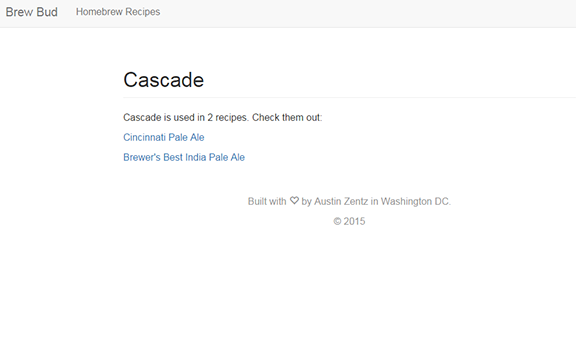 Brew Bud Homebrew Recipes
Cascade
Cascade is used in 2 recipes. Check them out:
Cincinnati Pale Ale
Brewer's Best India Pale Ale
Built with ♡ by Austin Zentz in Washington DC.
© 2015